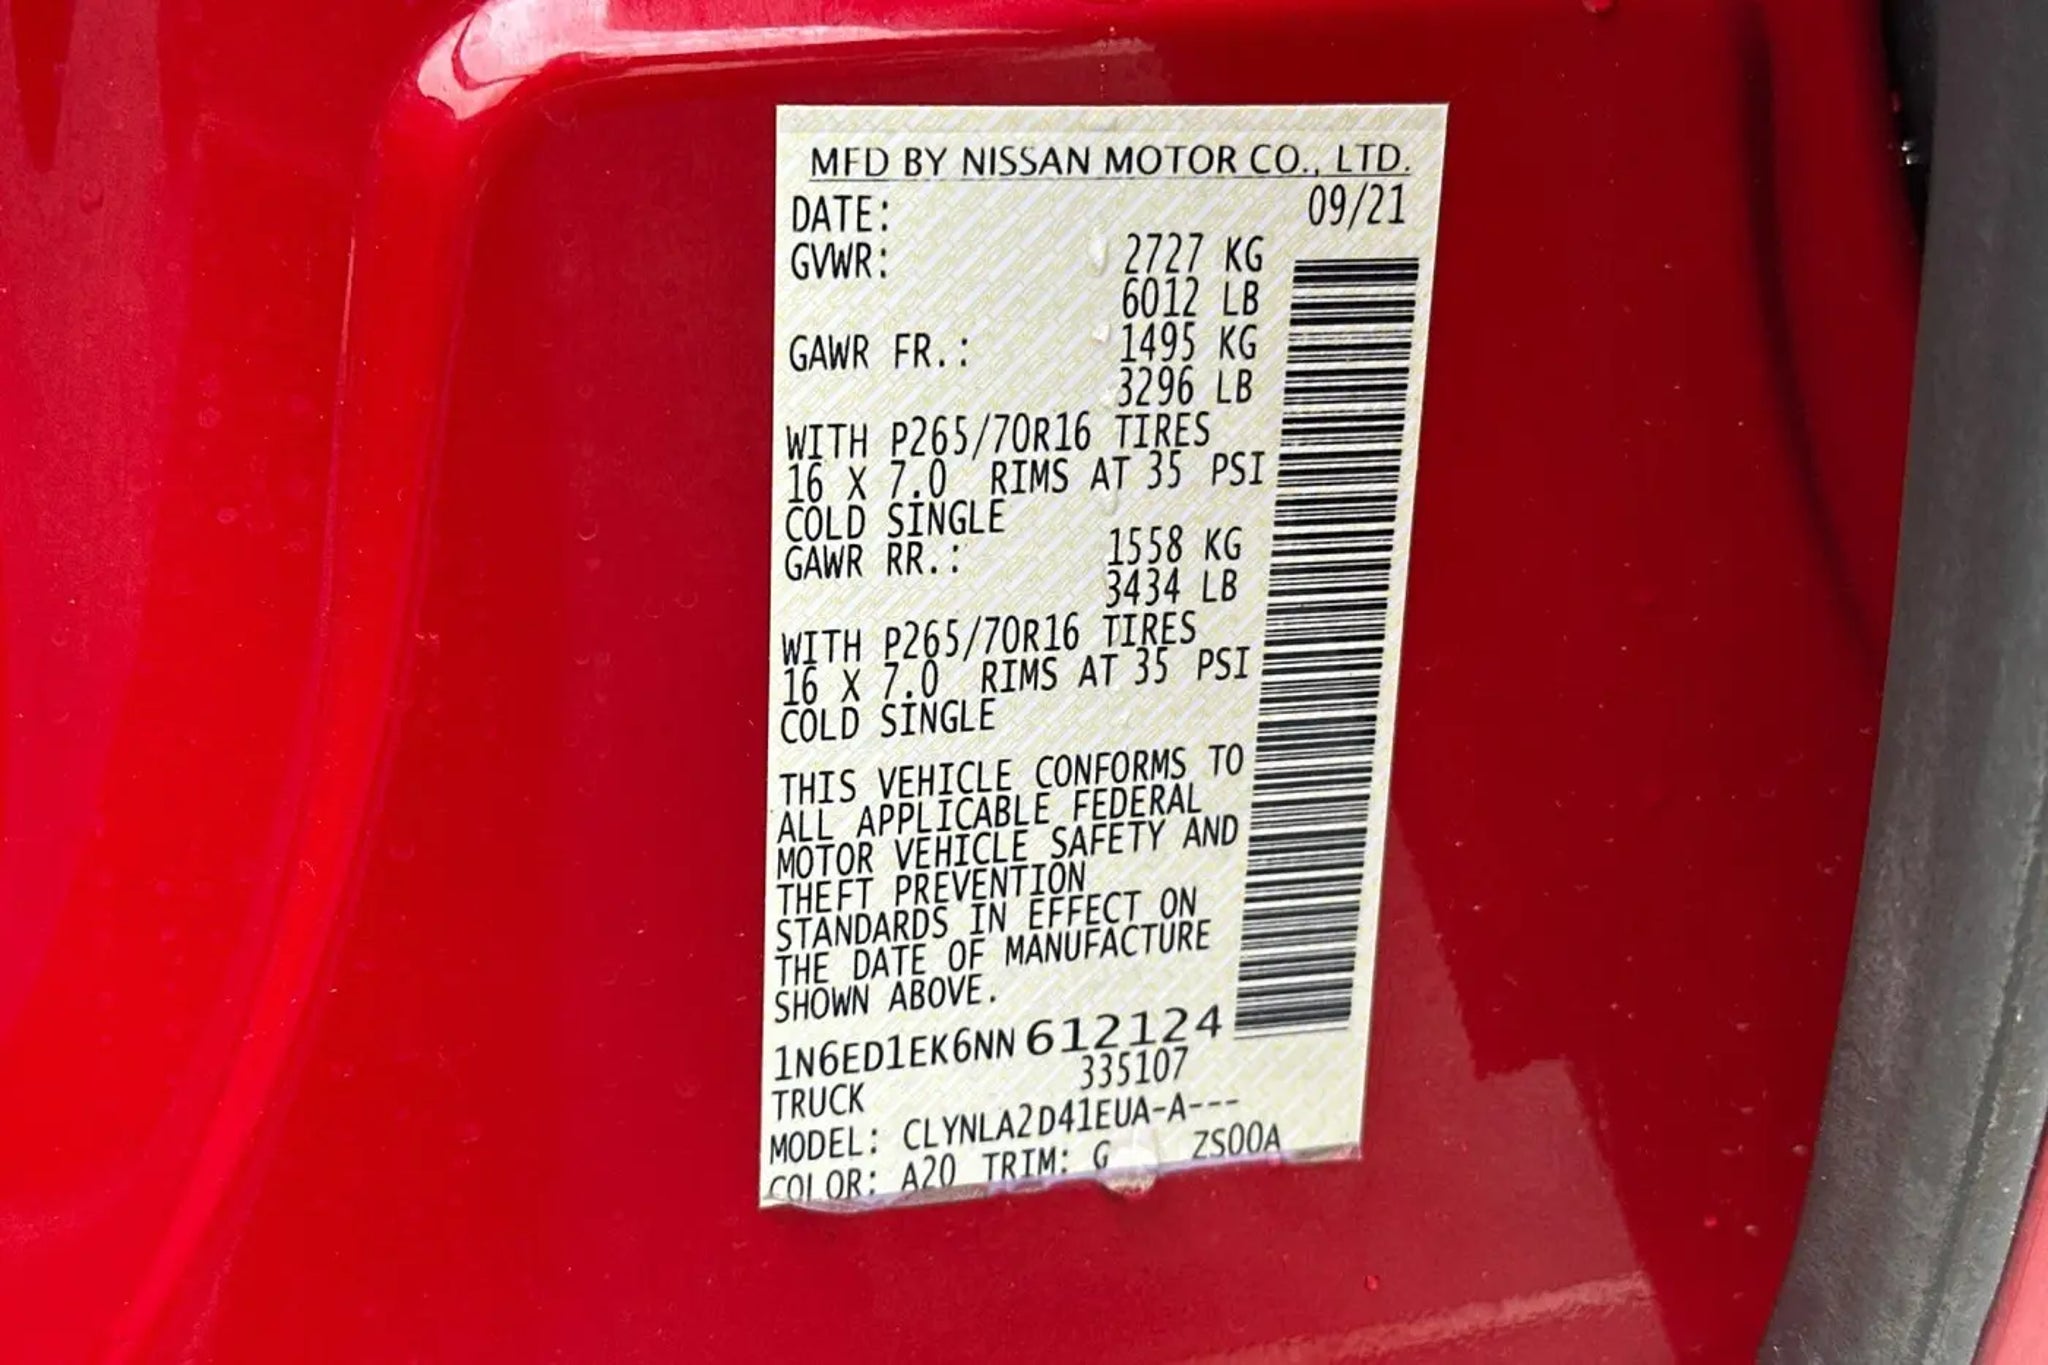 MFD BY NISSAN MOTOR CO., LTD.
DATE: 09/21
GVWR: 2727 KG
6012 LB
GAWR FR.: 1495 KG
3296 LB
WITH P265/70R16 TIRES
16 X 7.0 RIMS AT 35 PSI
COLD SINGLE
GAWR RR.: 1558 KG
3434 LB
WITH P265/70R16 TIRES
16 X 7.0 RIMS AT 35 PSI
COLD SINGLE
THIS VEHICLE CONFORMS TO
ALL APPLICABLE FEDERAL
MOTOR VEHICLE SAFETY AND
THEFT PREVENTION
STANDARDS IN EFFECT ON
THE DATE OF MANUFACTURE
SHOWN ABOVE.
1N6ED1EK6NN612124
TRUCK 335107
MODEL: CLYNLA2D41EUA-A---
COLOR: A20 TRIM: G ZS00A